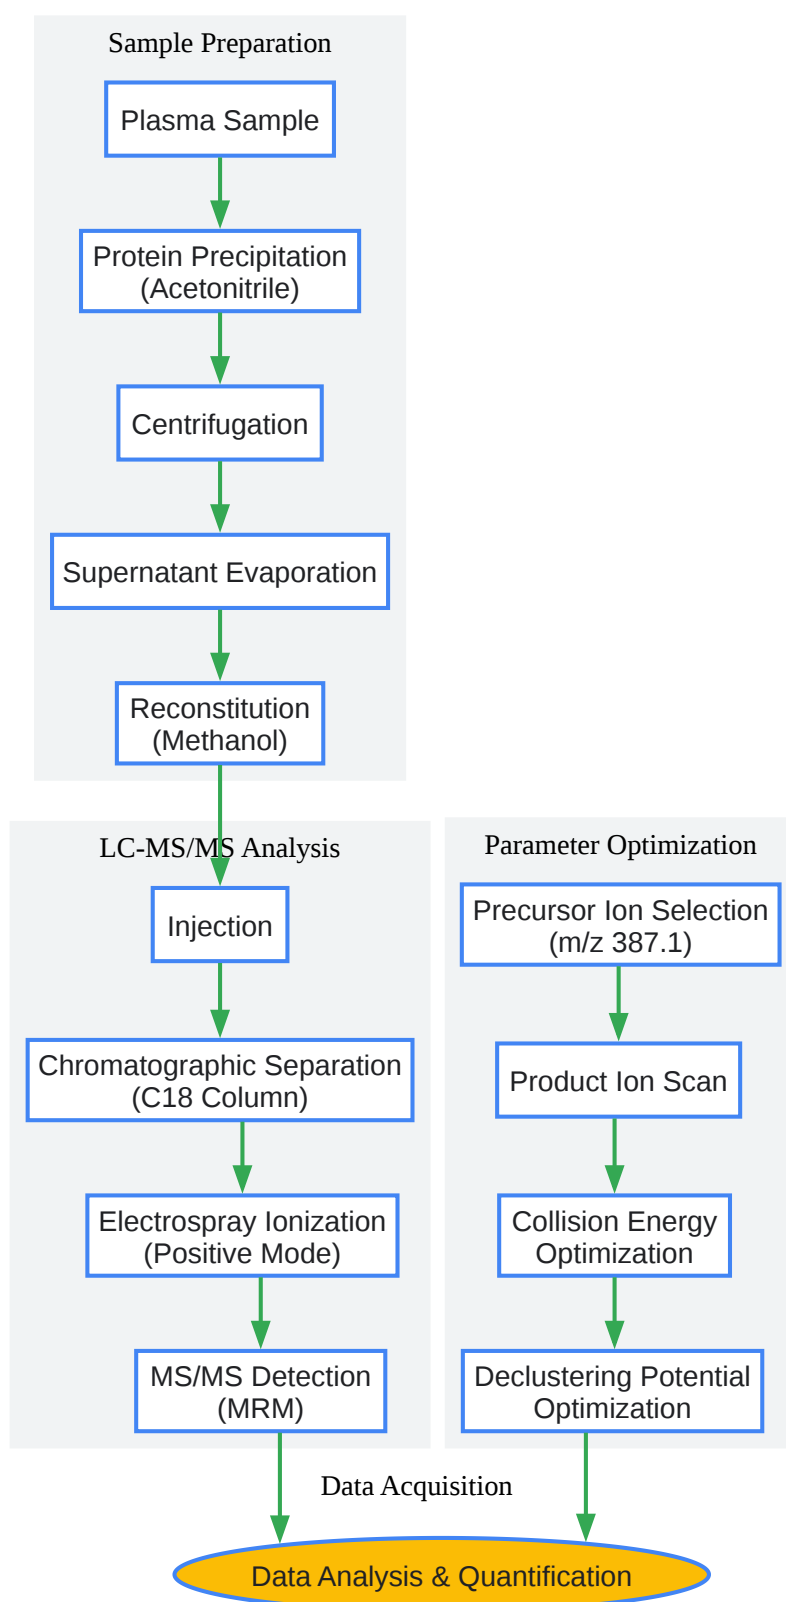 Sample Preparation
Plasma Sample
Protein Precipitation
(Acetonitrile)
Centrifugation
Supernatant Evaporation
Reconstitution
(Methanol)
LC-MS/MS Analysis
Injection
Chromatographic Separation
(C18 Column)
Electrospray Ionization
(Positive Mode)
MS/MS Detection
(MRM)
Parameter Optimization
Precursor Ion Selection
(m/z 387.1)
Product Ion Scan
Collision Energy
Optimization
Declustering Potential
Optimization
Data Acquisition
Data Analysis & Quantification